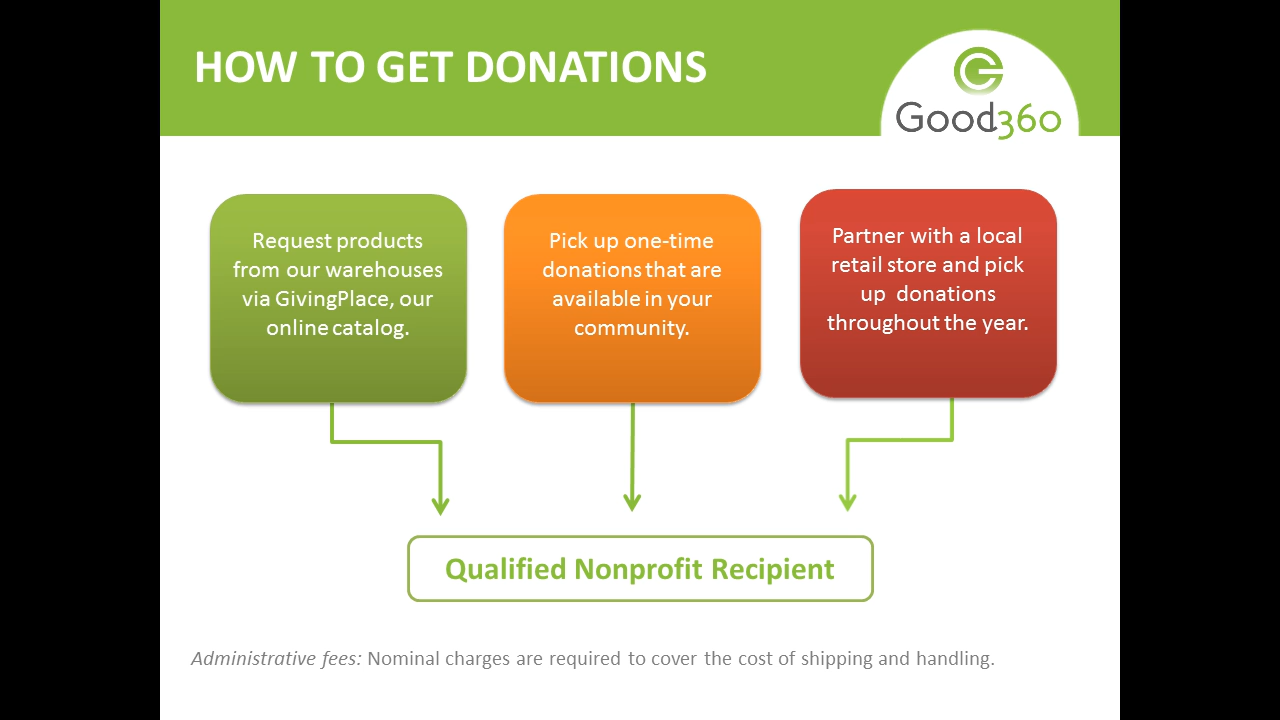 HOW TO GET DONATIONS
Good360
Request products
from our warehouses
via GivingPlace, our
online catalog.
Pick up one-time
donations that are
available in your
community.
Partner with a local
retail store and pick
up donations
throughout the year.
Qualified Nonprofit Recipient
Administrative fees: Nominal charges are required to cover the cost of shipping and handling.